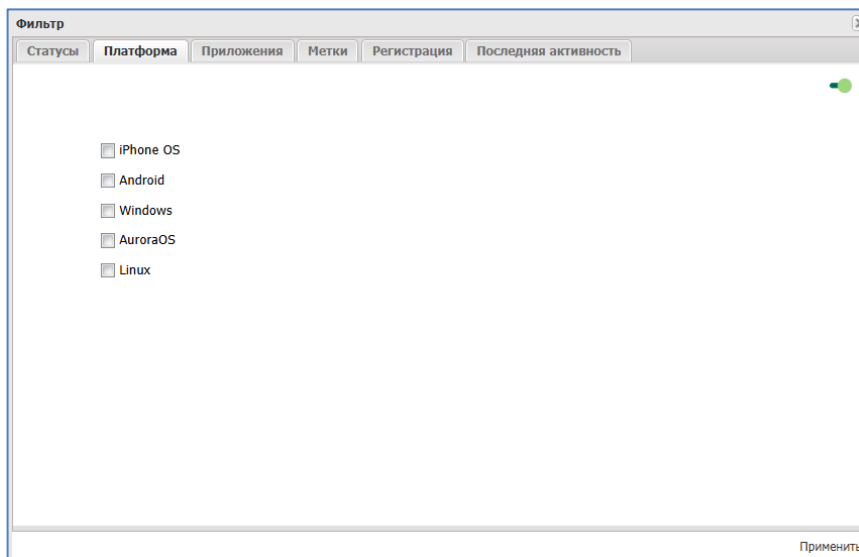 Фильтр
Статусы Платформа Приложения Метки Регистрация Последняя активность
iPhone OS
Android
Windows
AuroraOS
Linux
Применить